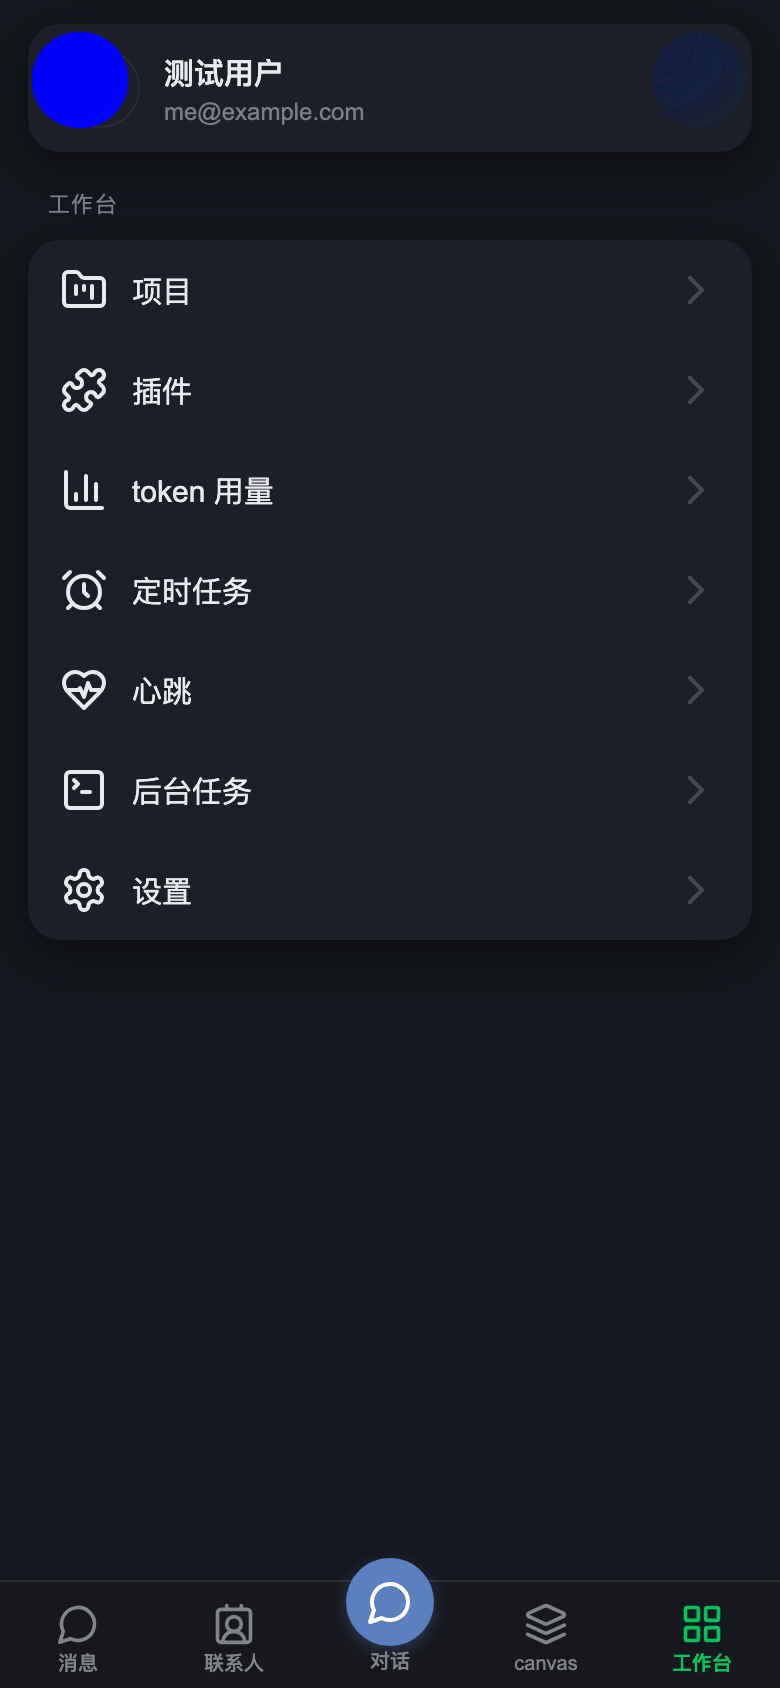 测试用户
me@example.com
工作台
项目
插件
token 用量
定时任务
心跳
后台任务
设置
消息
联系人
对话
canvas
工作台